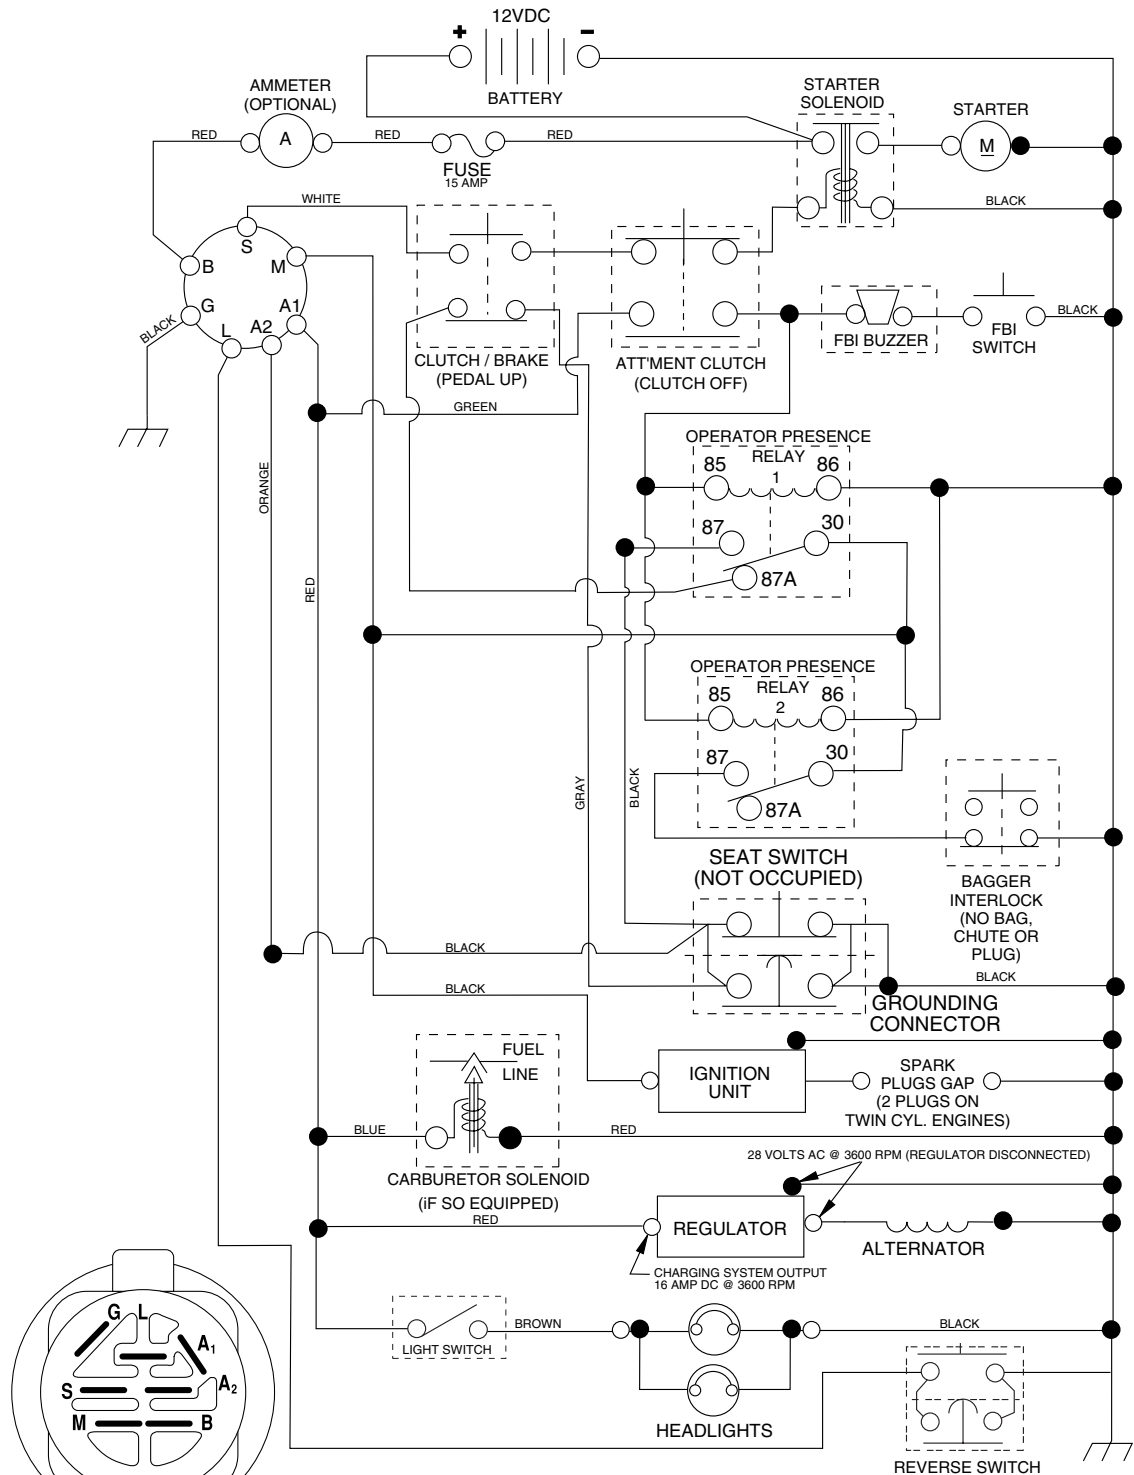 12VDC
+
-
BATTERY
AMMETER
(OPTIONAL)
STARTER
SOLENOID
STARTER
RED
A
RED
RED
M
FUSE
15 AMP
WHITE
BLACK
S
B
M
G
A1
L
A2
BLACK
CLUTCH / BRAKE
(PEDAL UP)
ATT'MENT CLUTCH
(CLUTCH OFF)
FBI BUZZER
FBI
SWITCH
BLACK
GREEN
OPERATOR PRESENCE
RELAY
1
85
86
87
30
87A
ORANGE
RED
OPERATOR PRESENCE
RELAY
2
85
86
87
30
87A
GRAY
BLACK
BAGGER
INTERLOCK
(NO BAG,
CHUTE OR
PLUG)
SEAT SWITCH
(NOT OCCUPIED)
BLACK
BLACK
BLACK
GROUNDING
CONNECTOR
FUEL
LINE
IGNITION
UNIT
SPARK
PLUGS GAP
(2 PLUGS ON
TWIN CYL. ENGINES)
BLUE
RED
CARBURETOR SOLENOID
(iF SO EQUIPPED)
28 VOLTS AC @ 3600 RPM (REGULATOR DISCONNECTED)
RED
REGULATOR
ALTERNATOR
CHARGING SYSTEM OUTPUT
16 AMP DC @ 3600 RPM
LIGHT SWITCH
BROWN
BLACK
HEADLIGHTS
REVERSE SWITCH
G
L
A1
S
A2
M
B